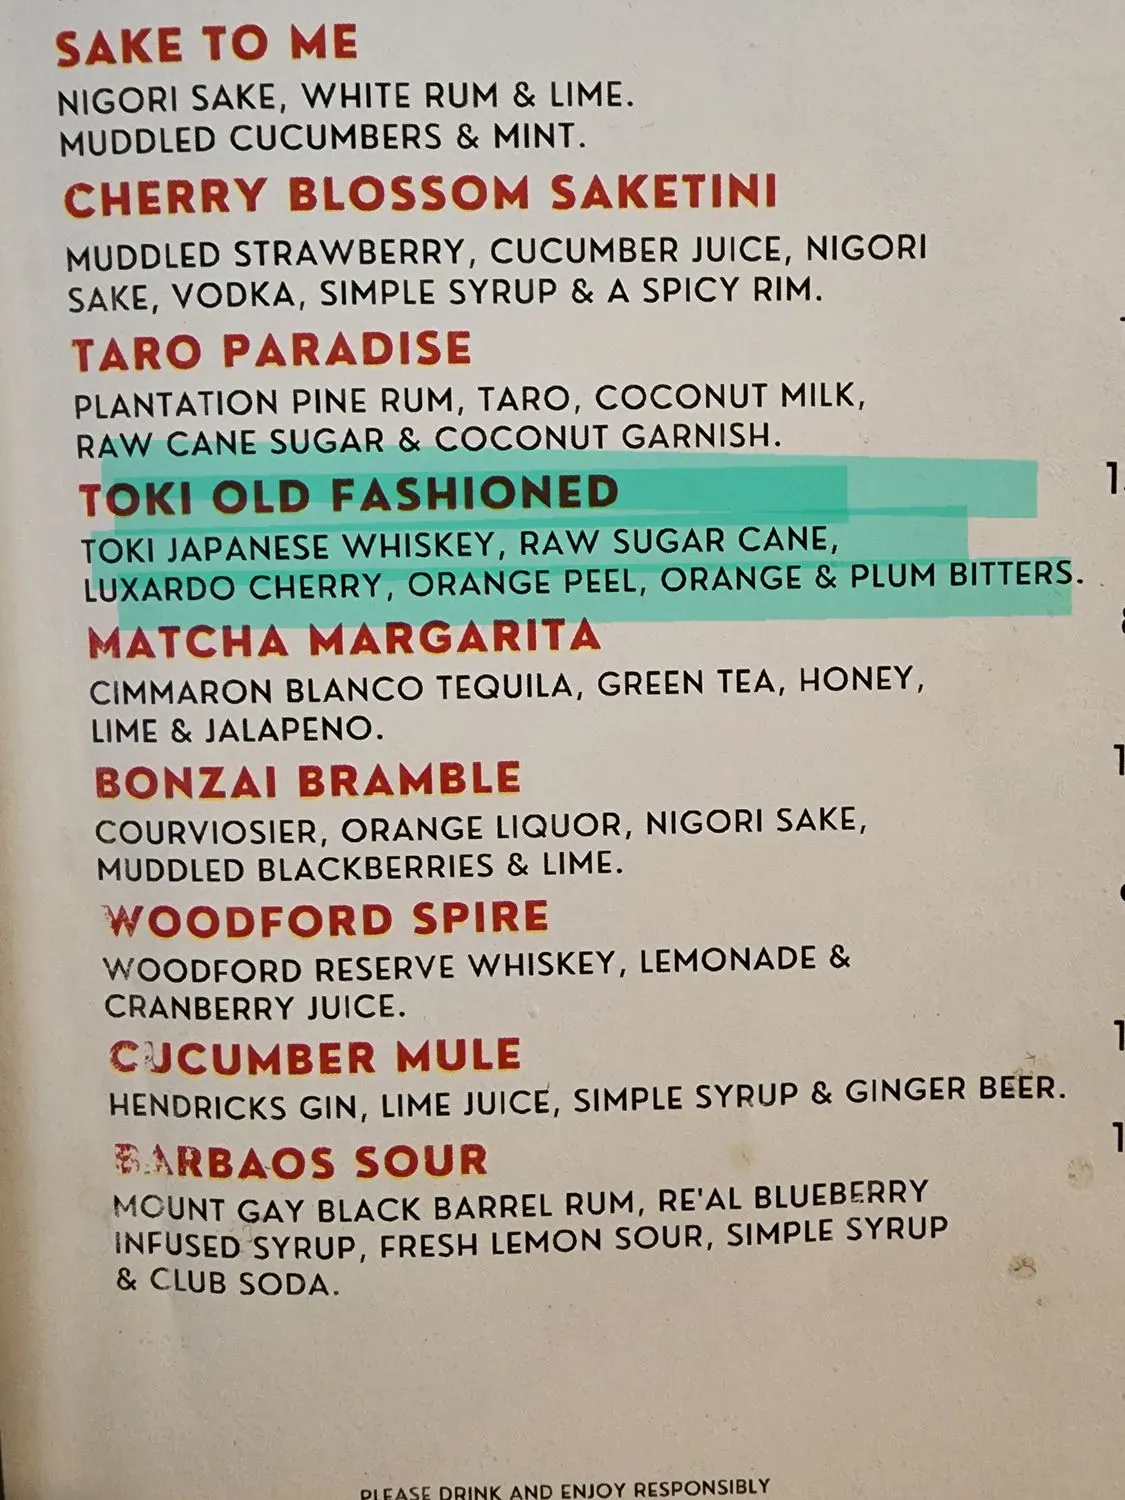 SAKE TO ME
NIGORI SAKE, WHITE RUM & LIME.
MUDDLED CUCUMBERS & MINT.
CHERRY BLOSSOM SAKETINI
MUDDLED STRAWBERRY, CUCUMBER JUICE, NIGORI
SAKE, VODKA, SIMPLE SYRUP & A SPICY RIM.
TARO PARADISE
PLANTATION PINE RUM, TARO, COCONUT MILK,
RAW CANE SUGAR & COCONUT GARNISH.
TOKI OLD FASHIONED
TOKI JAPANESE WHISKEY, RAW SUGAR CANE,
LUXARDO CHERRY, ORANGE PEEL, ORANGE & PLUM BITTERS.
MATCHA MARGARITA
CIMMARON BLANCO TEQUILA, GREEN TEA, HONEY,
LIME & JALAPENO.
BONZAI BRAMBLE
COURVIOSIER, ORANGE LIQUOR, NIGORI SAKE,
MUDDLED BLACKBERRIES & LIME.
WOODFORD SPIRE
WOODFORD RESERVE WHISKEY, LEMONADE &
CRANBERRY JUICE.
CUCUMBER MULE
HENDRICKS GIN, LIME JUICE, SIMPLE SYRUP & GINGER BEER.
BARBAOS SOUR
MOUNT GAY BLACK BARREL RUM, RE'AL BLUEBERRY
INFUSED SYRUP, FRESH LEMON SOUR, SIMPLE SYRUP
& CLUB SODA.
PLEASE DRINK AND ENJOY RESPONSIBLY